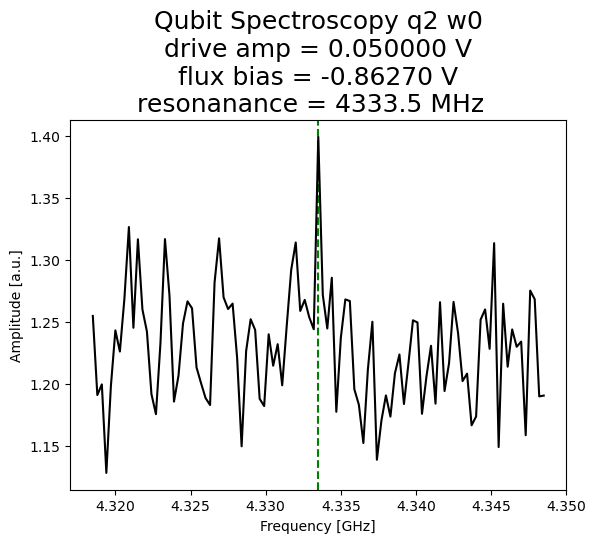 Qubit Spectroscopy q2 w0
drive amp = 0.050000 V
flux bias = -0.86270 V
resonanance = 4333.5 MHz
1.40
1.35
1.30
1.25
1.20
1.15
Amplitude [a.u.]
4.320 4.325 4.330 4.335 4.340 4.345 4.350
Frequency [GHz]